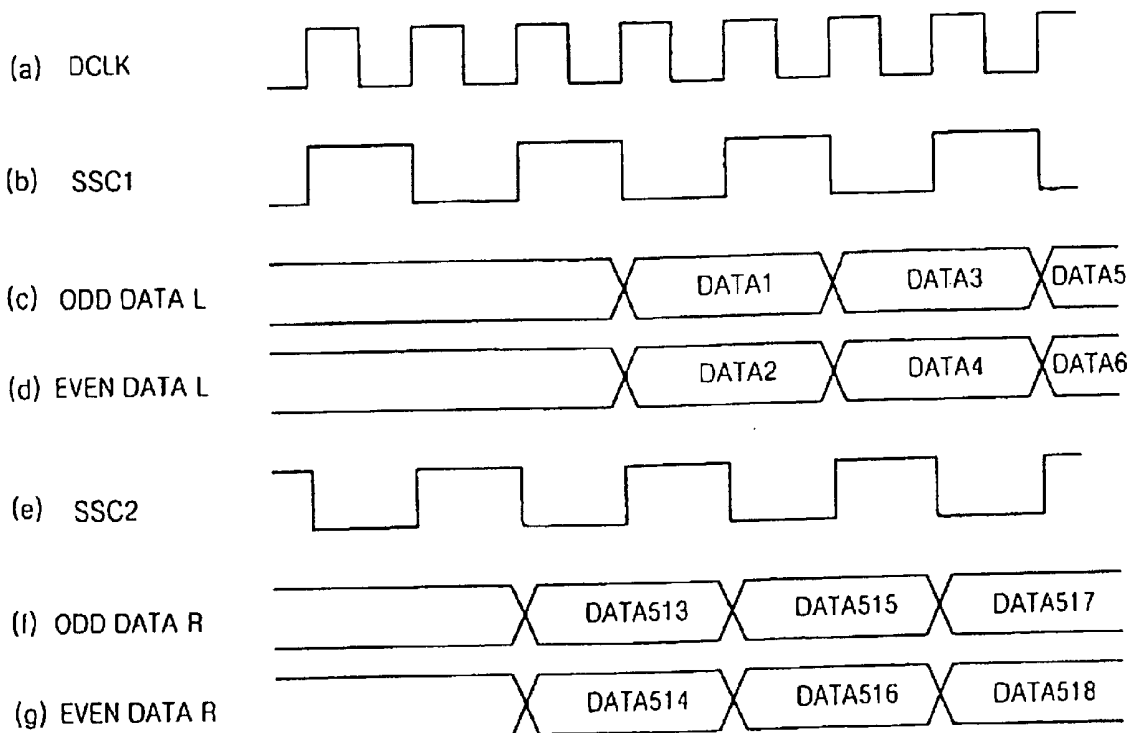 (a) DCLK
(b) SSC1
(c) ODD DATA L DATA1 DATA3 DATA5
(d) EVEN DATA L DATA2 DATA4 DATA6
(e) SSC2
(f) ODD DATA R DATA513 DATA515 DATA517
(g) EVEN DATA R DATA514 DATA516 DATA518